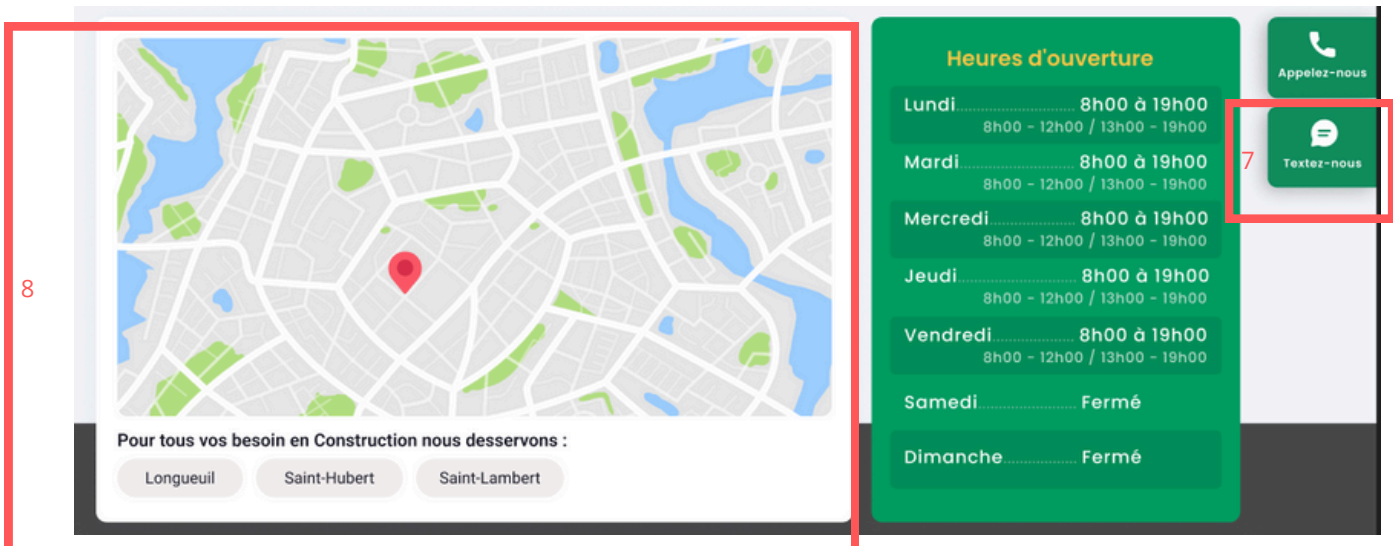 8
Pour tous vos besoin en Construction nous desservons :
Longueuil Saint-Hubert Saint-Lambert
Heures d'ouverture
Lundi........................ 8h00 à 19h00
8h00 - 12h00 / 13h00 - 19h00
Mardi........................ 8h00 à 19h00
8h00 - 12h00 / 13h00 - 19h00
Mercredi................. 8h00 à 19h00
8h00 - 12h00 / 13h00 - 19h00
Jeudi........................ 8h00 à 19h00
8h00 - 12h00 / 13h00 - 19h00
Vendredi................. 8h00 à 19h00
8h00 - 12h00 / 13h00 - 19h00
Samedi.................... Fermé
Dimanche............... Fermé
Appelez-nous
7
Textez-nous